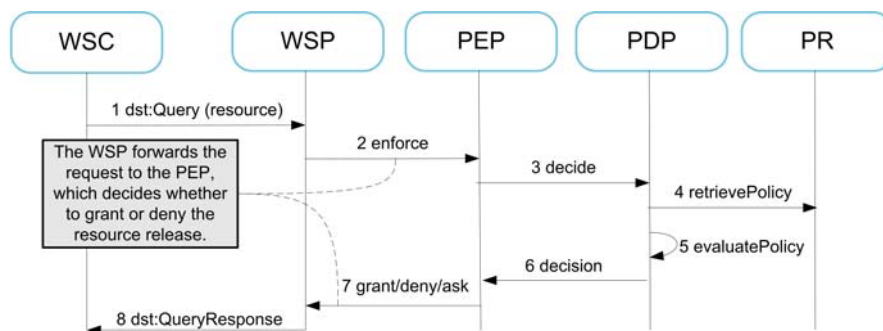 WSC
WSP
PEP
PDP
PR
1 dst:Query (resource)
2 enforce
The WSP forwards the
request to the PEP,
which decides whether
to grant or deny the
resource release.
3 decide
4 retrievePolicy
5 evaluatePolicy
6 decision
7 grant/deny/ask
8 dst:QueryResponse